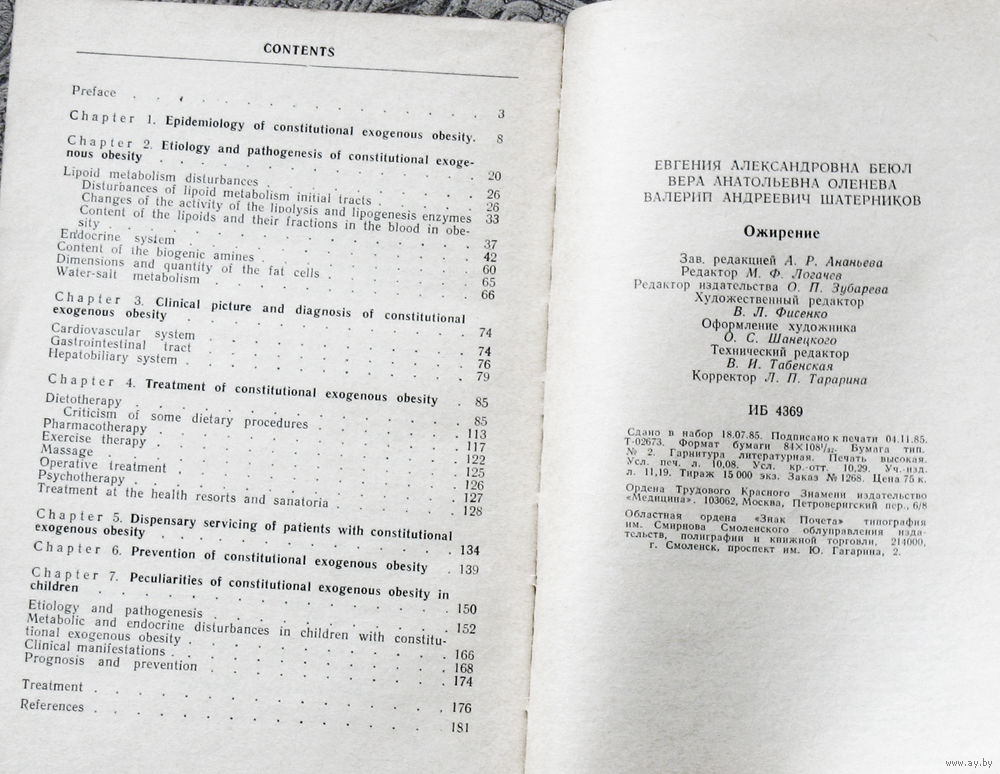 CONTENTS
Preface . . . . . . . . . . . . . 3
Chapter 1. Epidemiology of constitutional exogenous obesity. 8
Chapter 2. Etiology and pathogenesis of constitutional exoge-
nous obesity . . . . . . . . . . . . 20
Lipoid metabolism disturbances . . . . . . . . 26
Disturbances of lipoid metabolism initial tracts . . . . 26
Changes of the activity of the lipolysis and lipogenesis enzymes 33
Content of the lipoids and their fractions in the blood in obe-
sity . . . . . . . . . . . . . 37
Endocrine system . . . . . . . . . . . 42
Content of the biogenic amines . . . . . . . . 60
Dimensions and quantity of the fat cells . . . . . . 65
Water-salt metabolism . . . . . . . . . . 66
Chapter 3. Clinical picture and diagnosis of constitutional
exogenous obesity . . . . . . . . . . 74
Cardiovascular system . . . . . . . . . . 74
Gastrointestinal tract . . . . . . . . . . 76
Hepatobiliary system . . . . . . . . . . 79
Chapter 4. Treatment of constitutional exogenous obesity . 85
Dietotherapy . . . . . . . . . . . . 85
Criticism of some dietary procedures . . . . . . 113
Pharmacotherapy . . . . . . . . . . . 117
Exercise therapy . . . . . . . . . . . 122
Massage . . . . . . . . . . . . . 125
Operative treatment . . . . . . . . . . 126
Psychotherapy . . . . . . . . . . . 127
Treatment at the health resorts and sanatoria . . . . 128
Chapter 5. Dispensary servicing of patients with constitutional
exogenous obesity . . . . . . . . . . 134
Chapter 6. Prevention of constitutional exogenous obesity . 139
Chapter 7. Peculiarities of constitutional exogenous obesity in
children . . . . . . . . . . . . 150
Etiology and pathogenesis . . . . . . . . . 152
Metabolic and endocrine disturbances in children with constitu-
tional exogenous obesity . . . . . . . . . 166
Clinical manifestations . . . . . . . . . . 168
Prognosis and prevention . . . . . . . . . 174
Treatment . . . . . . . . . . . . 176
References . . . . . . . . . . . . 181
ЕВГЕНИЯ АЛЕКСАНДРОВНА БЕЮЛ
ВЕРА АНАТОЛЬЕВНА ОЛЕНЕВА
ВАЛЕРИЙ АНДРЕЕВИЧ ШАТЕРНИКОВ
Ожирение
Зав. редакцией А. Р. Ананьева
Редактор М. Ф. Логачев
Редактор издательства О. П. Зубарева
Художественный редактор
В. Л. Фисенко
Оформление художника
О. С. Шанецкого
Технический редактор
В. И. Табенская
Корректор Л. П. Тарарина
ИБ 4369
Сдано в набор 18.07.85. Подписано к печати 04.11.85.
Т-02673. Формат бумаги 84×108¹/₃₂. Бумага тип.
№ 2. Гарнитура литературная. Печать высокая.
Усл. печ. л. 10,08. Усл. кр.-отт. 10,29. Уч.-изд.
л. 11,19. Тираж 15 000 экз. Заказ № 1268. Цена 75 к.
Ордена Трудового Красного Знамени издательство
«Медицина». 103062, Москва, Петроверигский пер., 6/8
Областная ордена «Знак Почета» типография
им. Смирнова Смоленского облуправления изда-
тельств, полиграфии и книжной торговли, 214000,
г. Смоленск, проспект им. Ю. Гагарина, 2.
www.ay.by